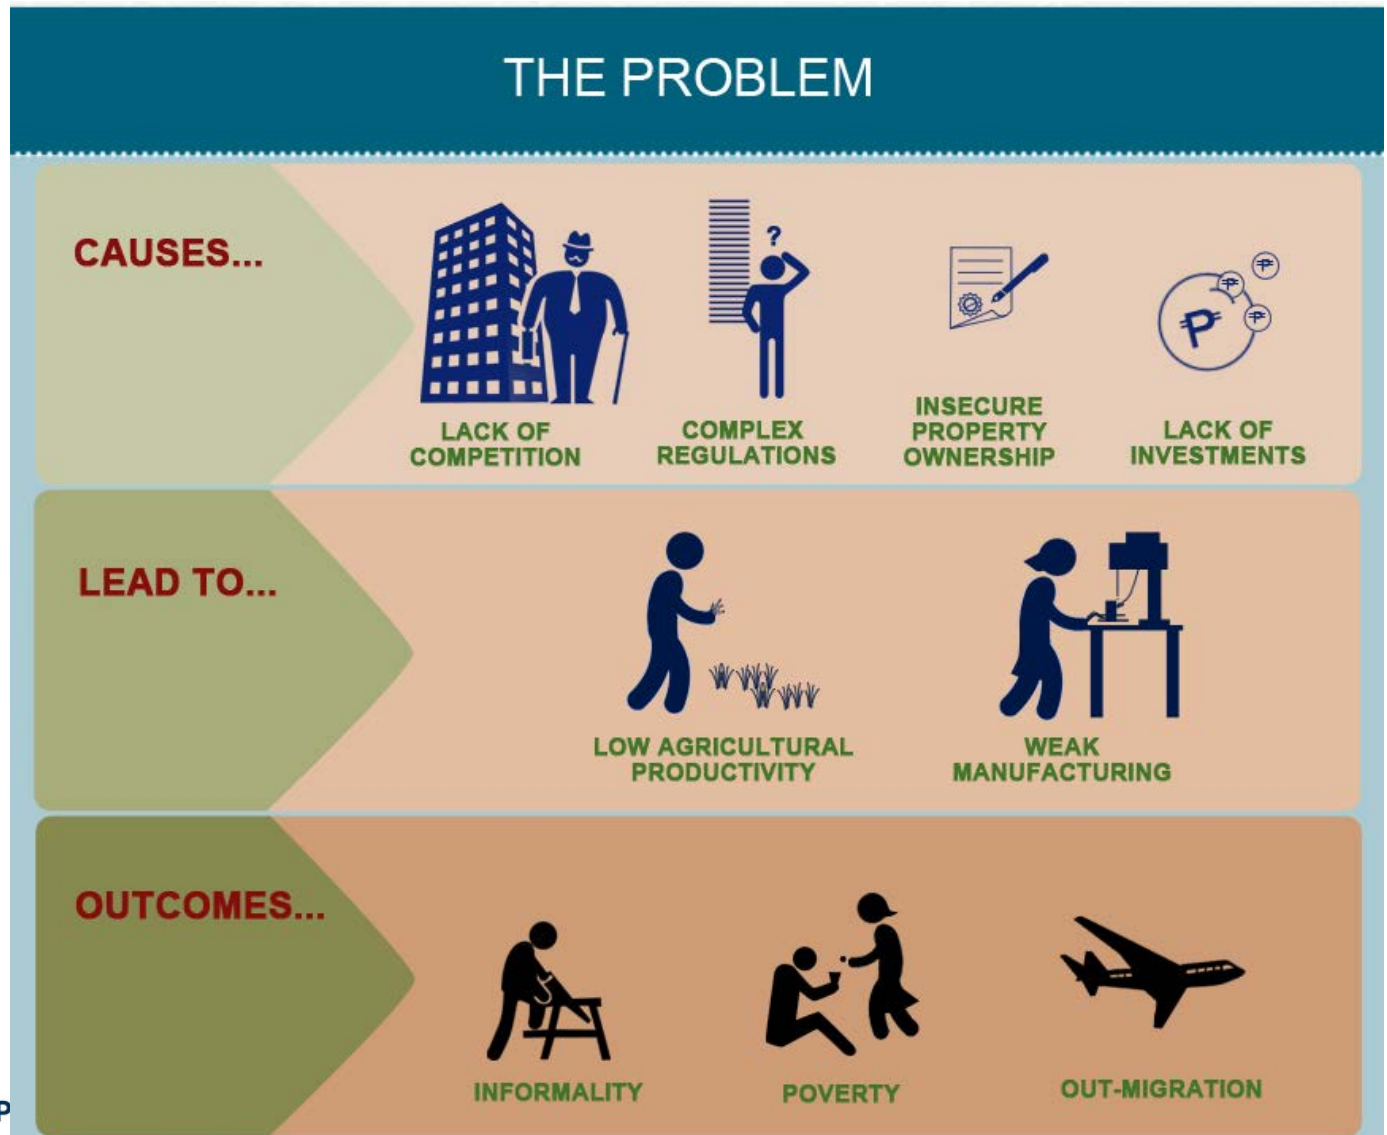 THE PROBLEM
CAUSES...
LACK OF
COMPETITION
?
COMPLEX
REGULATIONS
INSECURE
PROPERTY
OWNERSHIP
₱
₱
₱
₱
LACK OF
INVESTMENTS
LEAD TO...
LOW AGRICULTURAL
PRODUCTIVITY
WEAK
MANUFACTURING
OUTCOMES...
INFORMALITY
POVERTY
OUT-MIGRATION
P